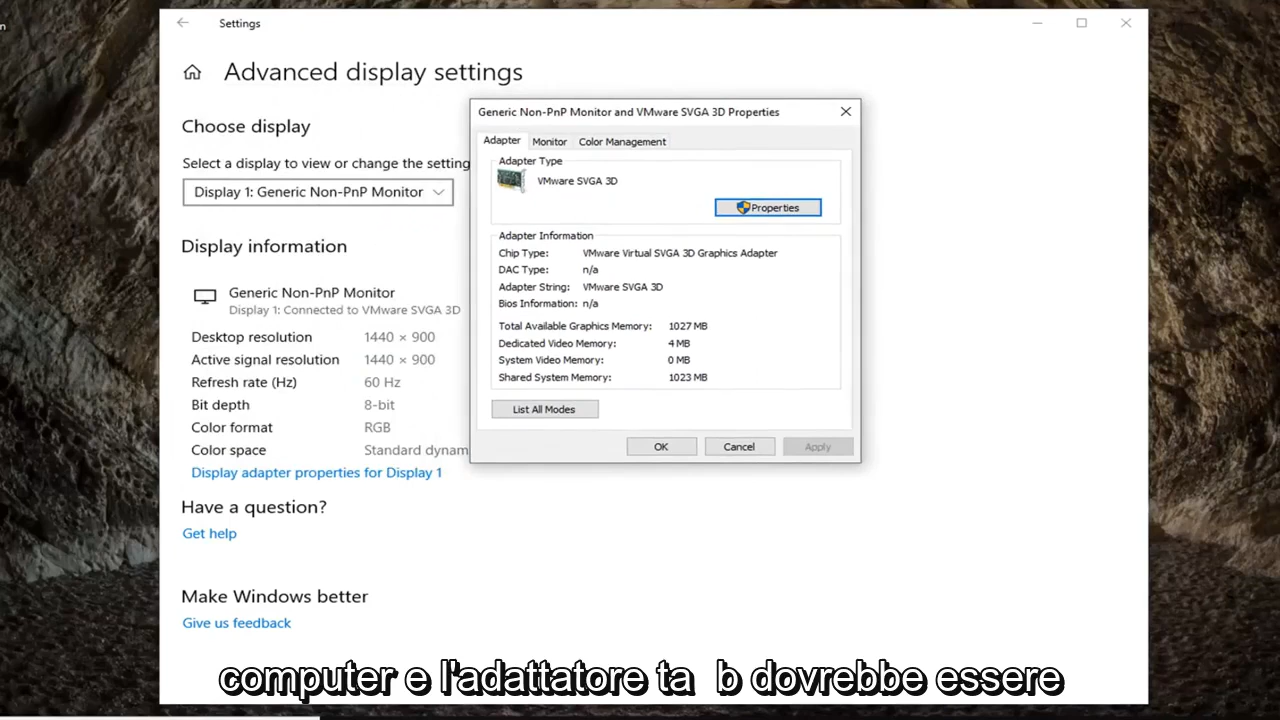 n
Settings
Advanced display settings
Choose display
Select a display to view or change the setting
Display 1: Generic Non-PnP Monitor
Display information
Generic Non-PnP Monitor
Display 1: Connected to VMware SVGA 3D
Desktop resolution 1440 × 900
Active signal resolution 1440 × 900
Refresh rate (Hz) 60 Hz
Bit depth 8-bit
Color format RGB
Color space Standard dynam
Display adapter properties for Display 1
Have a question?
Get help
Make Windows better
Give us feedback
Generic Non-PnP Monitor and VMware SVGA 3D Properties
Adapter Monitor Color Management
Adapter Type
VMware SVGA 3D
Properties
Adapter Information
Chip Type: VMware Virtual SVGA 3D Graphics Adapter
DAC Type: n/a
Adapter String: VMware SVGA 3D
Bios Information: n/a
Total Available Graphics Memory: 1027 MB
Dedicated Video Memory: 4 MB
System Video Memory: 0 MB
Shared System Memory: 1023 MB
List All Modes
OK Cancel Apply
computer e l'adattatore ta b dovrebbe essere